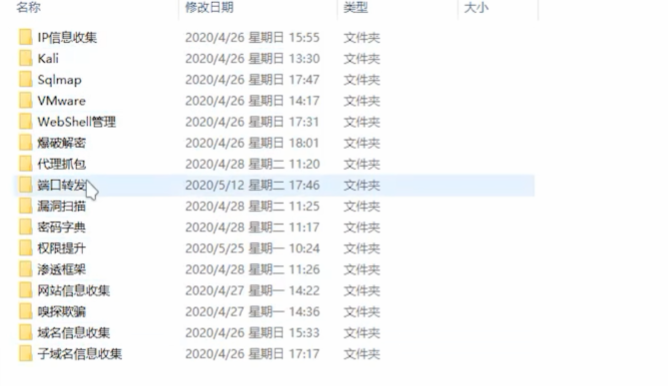 名称 修改日期 类型 大小
IP信息收集 2020/4/26 星期日 15:55 文件夹
Kali 2020/4/26 星期日 13:30 文件夹
Sqlmap 2020/4/26 星期日 17:47 文件夹
VMware 2020/4/26 星期日 14:17 文件夹
WebShell管理 2020/4/26 星期日 17:31 文件夹
爆破解密 2020/4/26 星期日 18:01 文件夹
代理抓包 2020/4/28 星期二 11:20 文件夹
端口转发 2020/5/12 星期二 17:46 文件夹
漏洞扫描 2020/4/28 星期二 11:25 文件夹
密码字典 2020/4/28 星期二 11:17 文件夹
权限提升 2020/5/25 星期一 10:24 文件夹
渗透框架 2020/4/28 星期二 11:26 文件夹
网站信息收集 2020/4/27 星期一 14:22 文件夹
嗅探欺骗 2020/4/27 星期一 14:36 文件夹
域名信息收集 2020/4/26 星期日 15:33 文件夹
子域名信息收集 2020/4/26 星期日 17:17 文件夹